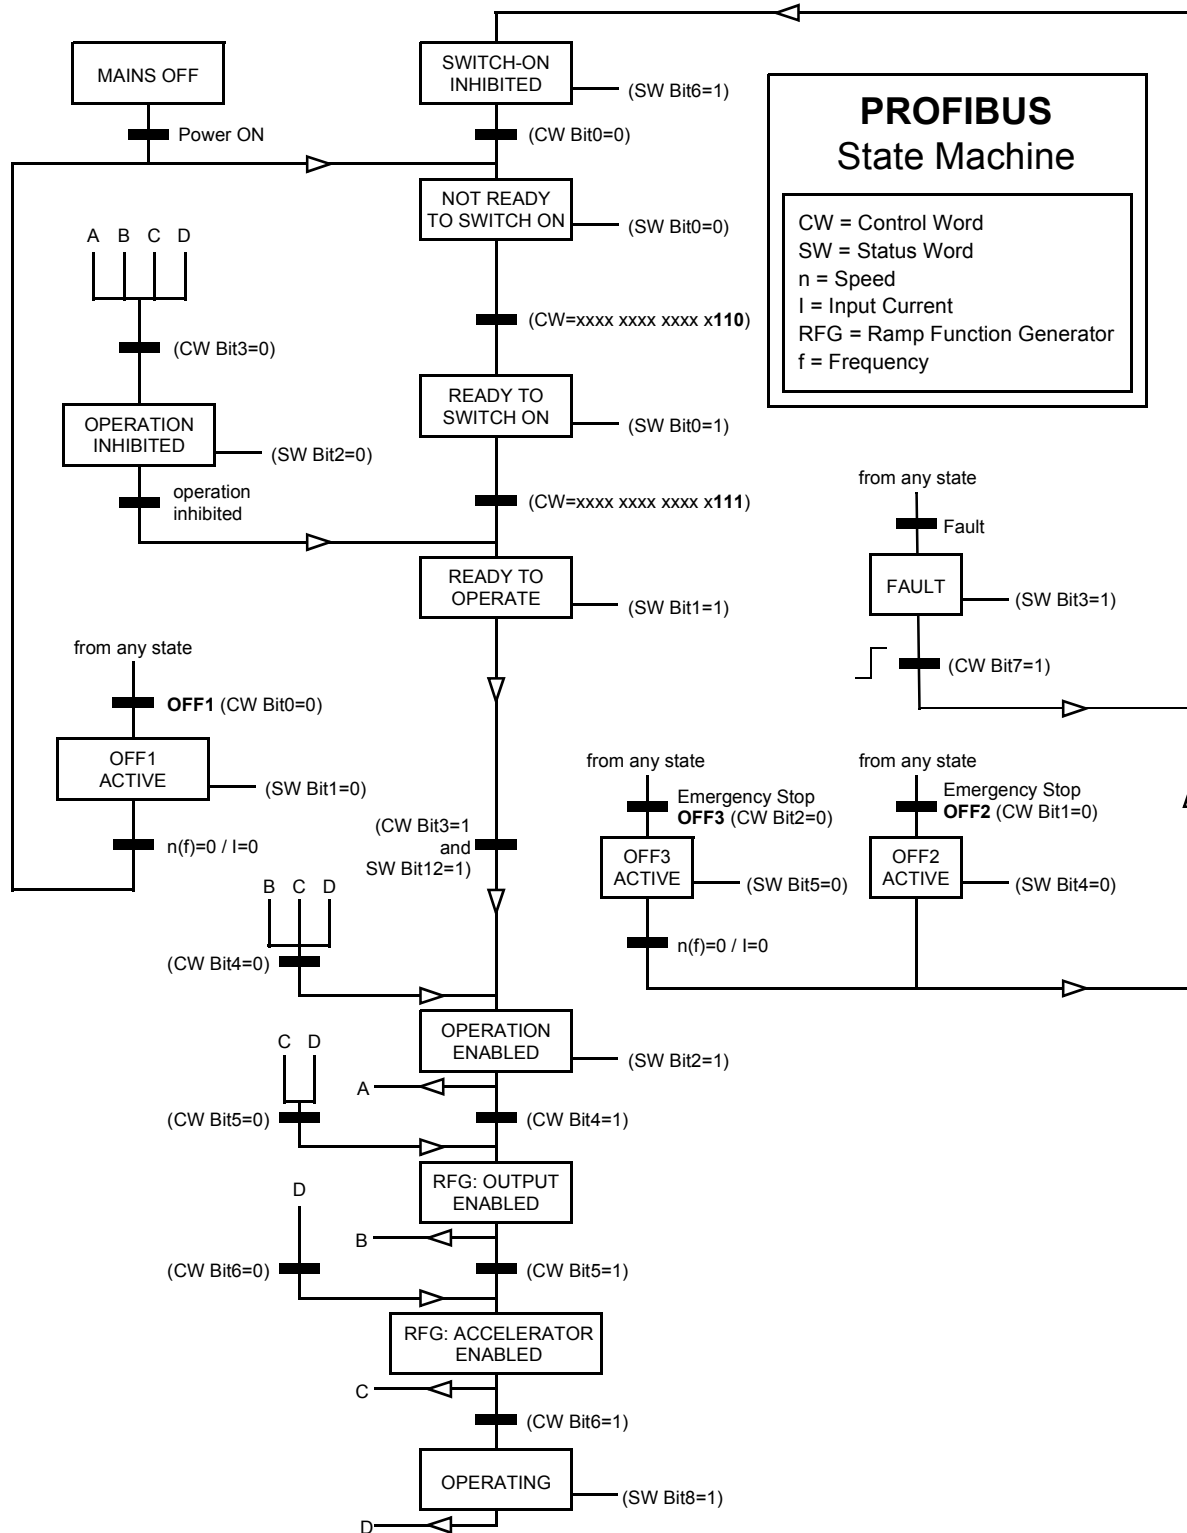 MAINS OFF
Power ON
SWITCH-ON
INHIBITED
(SW Bit6=1)
(CW Bit0=0)
PROFIBUS
State Machine
CW = Control Word
SW = Status Word
n = Speed
I = Input Current
RFG = Ramp Function Generator
f = Frequency
NOT READY
TO SWITCH ON
(SW Bit0=0)
A B C D
(CW Bit3=0)
(CW=xxxx xxxx xxxx x110)
OPERATION
INHIBITED
(SW Bit2=0)
operation
inhibited
READY TO
SWITCH ON
(SW Bit0=1)
(CW=xxxx xxxx xxxx x111)
from any state
Fault
FAULT
(SW Bit3=1)
(CW Bit7=1)
READY TO
OPERATE
(SW Bit1=1)
from any state
OFF1 (CW Bit0=0)
OFF1
ACTIVE
(SW Bit1=0)
n(f)=0 / I=0
(CW Bit3=1
and
SW Bit12=1)
from any state
Emergency Stop
OFF3 (CW Bit2=0)
OFF3
ACTIVE
(SW Bit5=0)
n(f)=0 / I=0
from any state
Emergency Stop
OFF2 (CW Bit1=0)
OFF2
ACTIVE
(SW Bit4=0)
B C D
(CW Bit4=0)
OPERATION
ENABLED
(SW Bit2=1)
A
C D
(CW Bit5=0)
(CW Bit4=1)
RFG: OUTPUT
ENABLED
D
B
(CW Bit6=0)
(CW Bit5=1)
RFG: ACCELERATOR
ENABLED
C
(CW Bit6=1)
OPERATING
(SW Bit8=1)
D